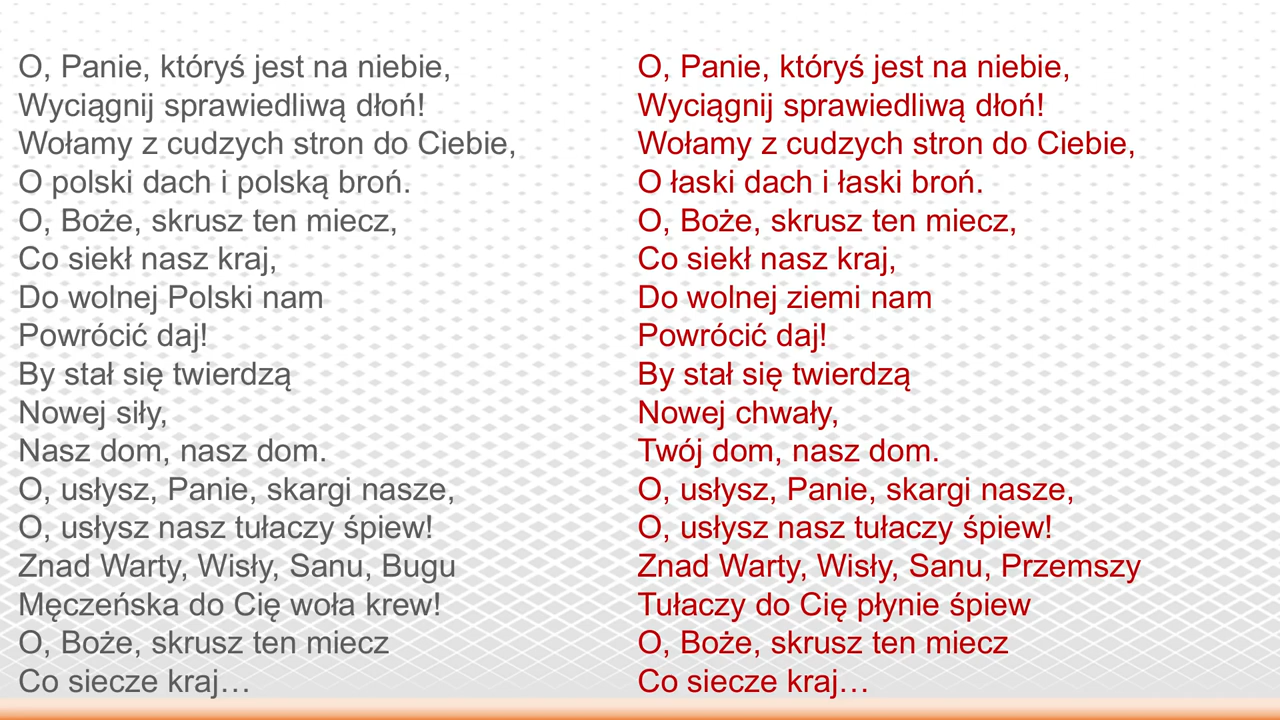 O, Panie, któryś jest na niebie,
Wyciągnij sprawiedliwą dłoń!
Wołamy z cudzych stron do Ciebie,
O polski dach i polską broń.
O, Boże, skrusz ten miecz,
Co siekł nasz kraj,
Do wolnej Polski nam
Powrócić daj!
By stał się twierdzą
Nowej siły,
Nasz dom, nasz dom.
O, usłysz, Panie, skargi nasze,
O, usłysz nasz tułaczy śpiew!
Znad Warty, Wisły, Sanu, Bugu
Męczeńska do Cię woła krew!
O, Boże, skrusz ten miecz
Co siecze kraj…
O, Panie, któryś jest na niebie,
Wyciągnij sprawiedliwą dłoń!
Wołamy z cudzych stron do Ciebie,
O łaski dach i łaski broń.
O, Boże, skrusz ten miecz,
Co siekł nasz kraj,
Do wolnej ziemi nam
Powrócić daj!
By stał się twierdzą
Nowej chwały,
Twój dom, nasz dom.
O, usłysz, Panie, skargi nasze,
O, usłysz nasz tułaczy śpiew!
Znad Warty, Wisły, Sanu, Przemszy
Tułaczy do Cię płynie śpiew
O, Boże, skrusz ten miecz
Co siecze kraj…